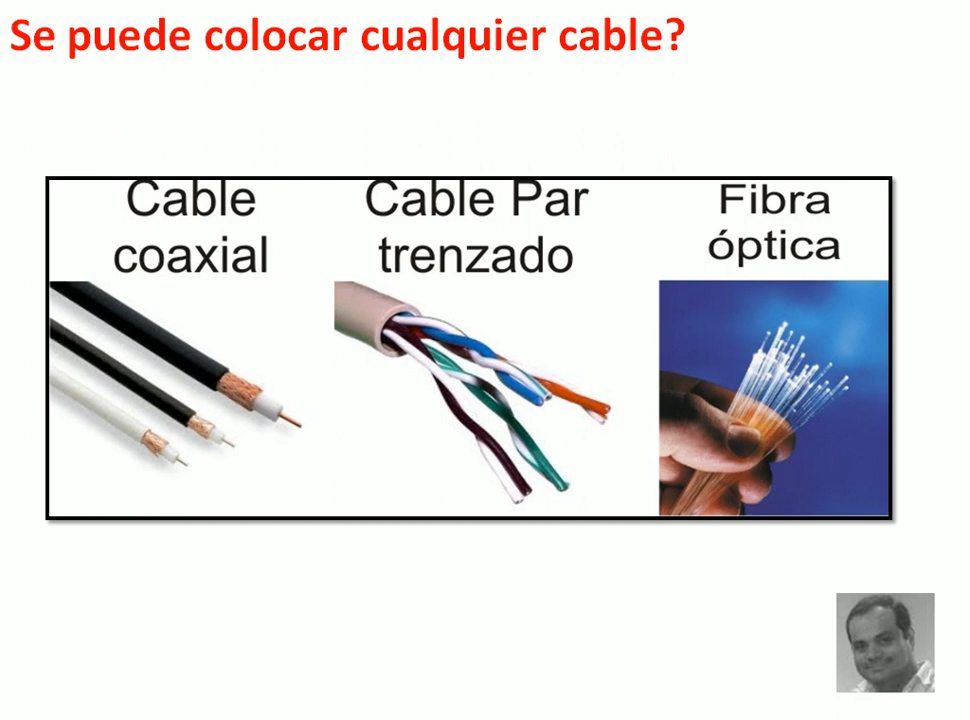 Se puede colocar cualquier cable?
Cable
coaxial
Cable Par
trenzado
Fibra
óptica